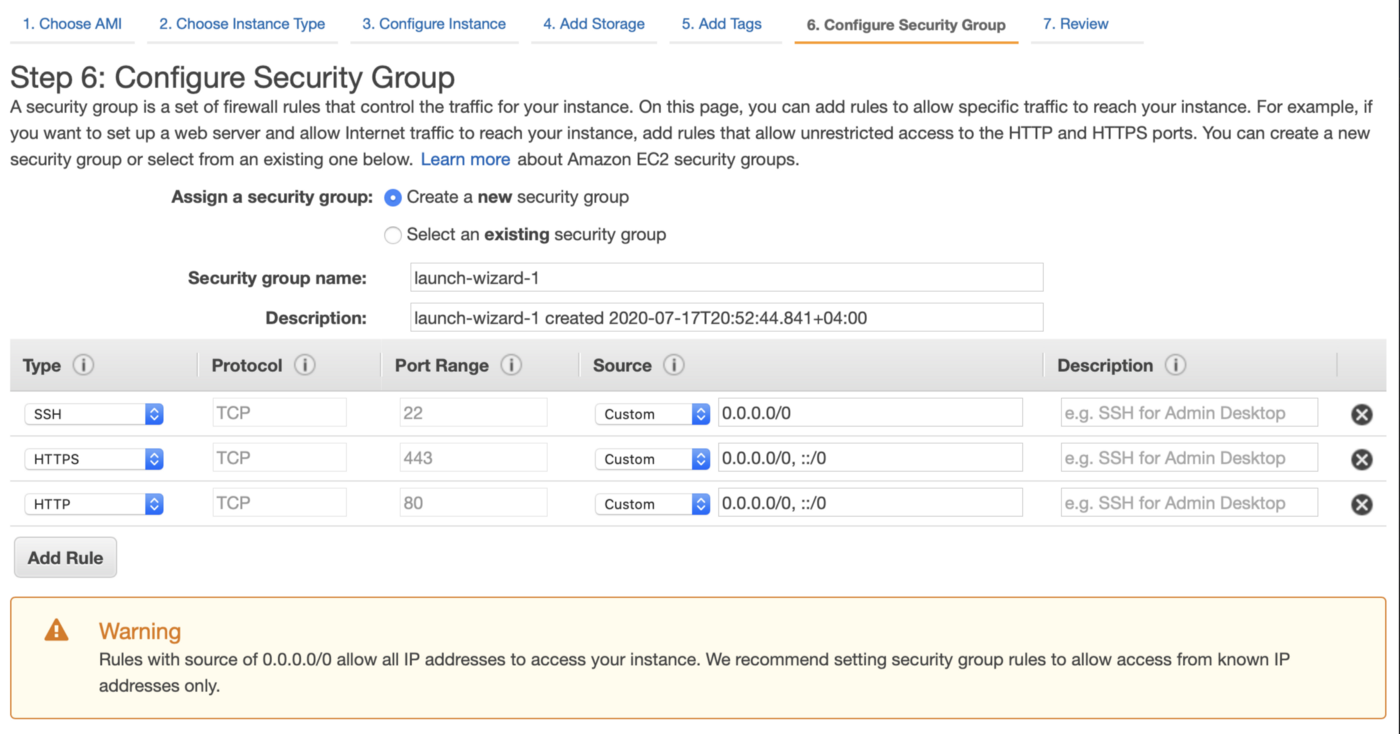 1. Choose AMI 2. Choose Instance Type 3. Configure Instance 4. Add Storage 5. Add Tags 6. Configure Security Group 7. Review
Step 6: Configure Security Group
A security group is a set of firewall rules that control the traffic for your instance. On this page, you can add rules to allow specific traffic to reach your instance. For example, if
you want to set up a web server and allow Internet traffic to reach your instance, add rules that allow unrestricted access to the HTTP and HTTPS ports. You can create a new
security group or select from an existing one below. Learn more about Amazon EC2 security groups.
Assign a security group: Create a new security group
Select an existing security group
Security group name: launch-wizard-1
Description: launch-wizard-1 created 2020-07-17T20:52:44.841+04:00
Type i Protocol i Port Range i Source i Description i
SSH TCP 22 Custom 0.0.0.0/0 e.g. SSH for Admin Desktop
HTTPS TCP 443 Custom 0.0.0.0/0, ::/0 e.g. SSH for Admin Desktop
HTTP TCP 80 Custom 0.0.0.0/0, ::/0 e.g. SSH for Admin Desktop
Add Rule
Warning
Rules with source of 0.0.0.0/0 allow all IP addresses to access your instance. We recommend setting security group rules to allow access from known IP
addresses only.